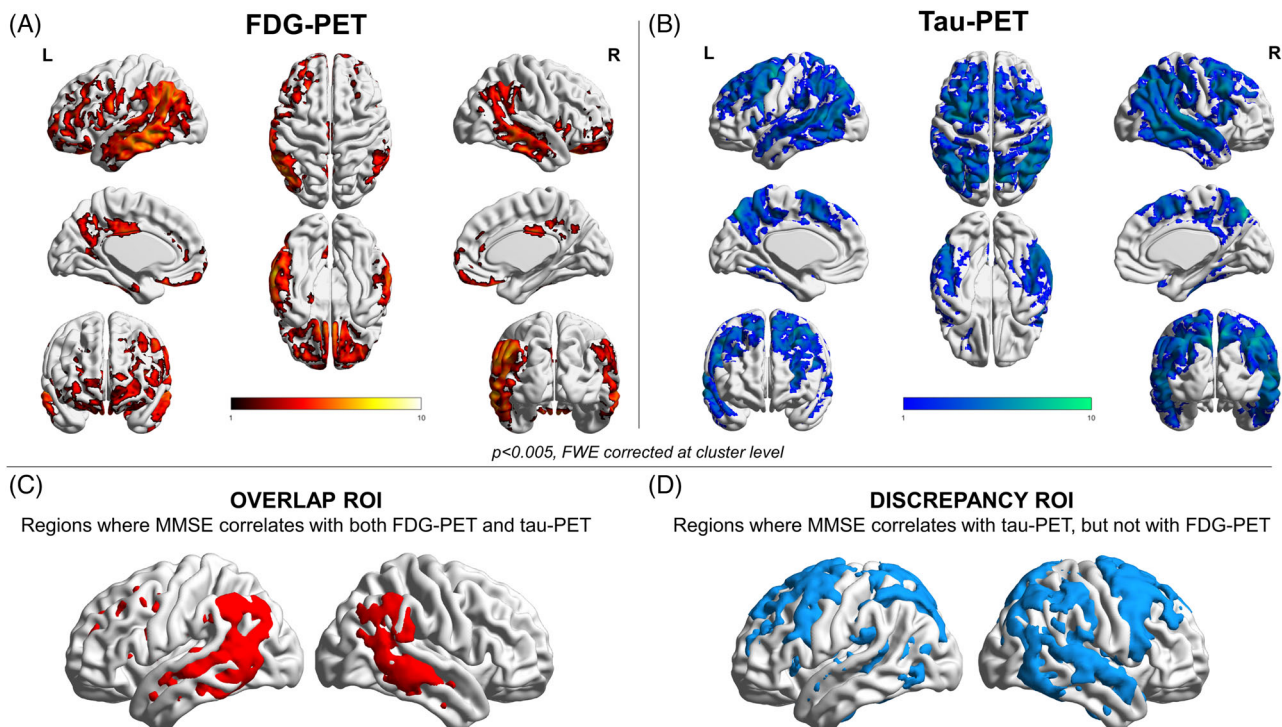 (A)
FDG-PET
L
R
1
10
(B)
Tau-PET
L
R
1
10
p<0.005, FWE corrected at cluster level
(C)
OVERLAP ROI
Regions where MMSE correlates with both FDG-PET and tau-PET
(D)
DISCREPANCY ROI
Regions where MMSE correlates with tau-PET, but not with FDG-PET